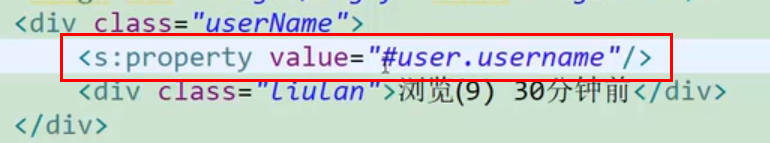 <div class="userName">
<s:property value="#user.username"/>
<div class="liulan">浏览(9) 30分钟前</div>
</div>